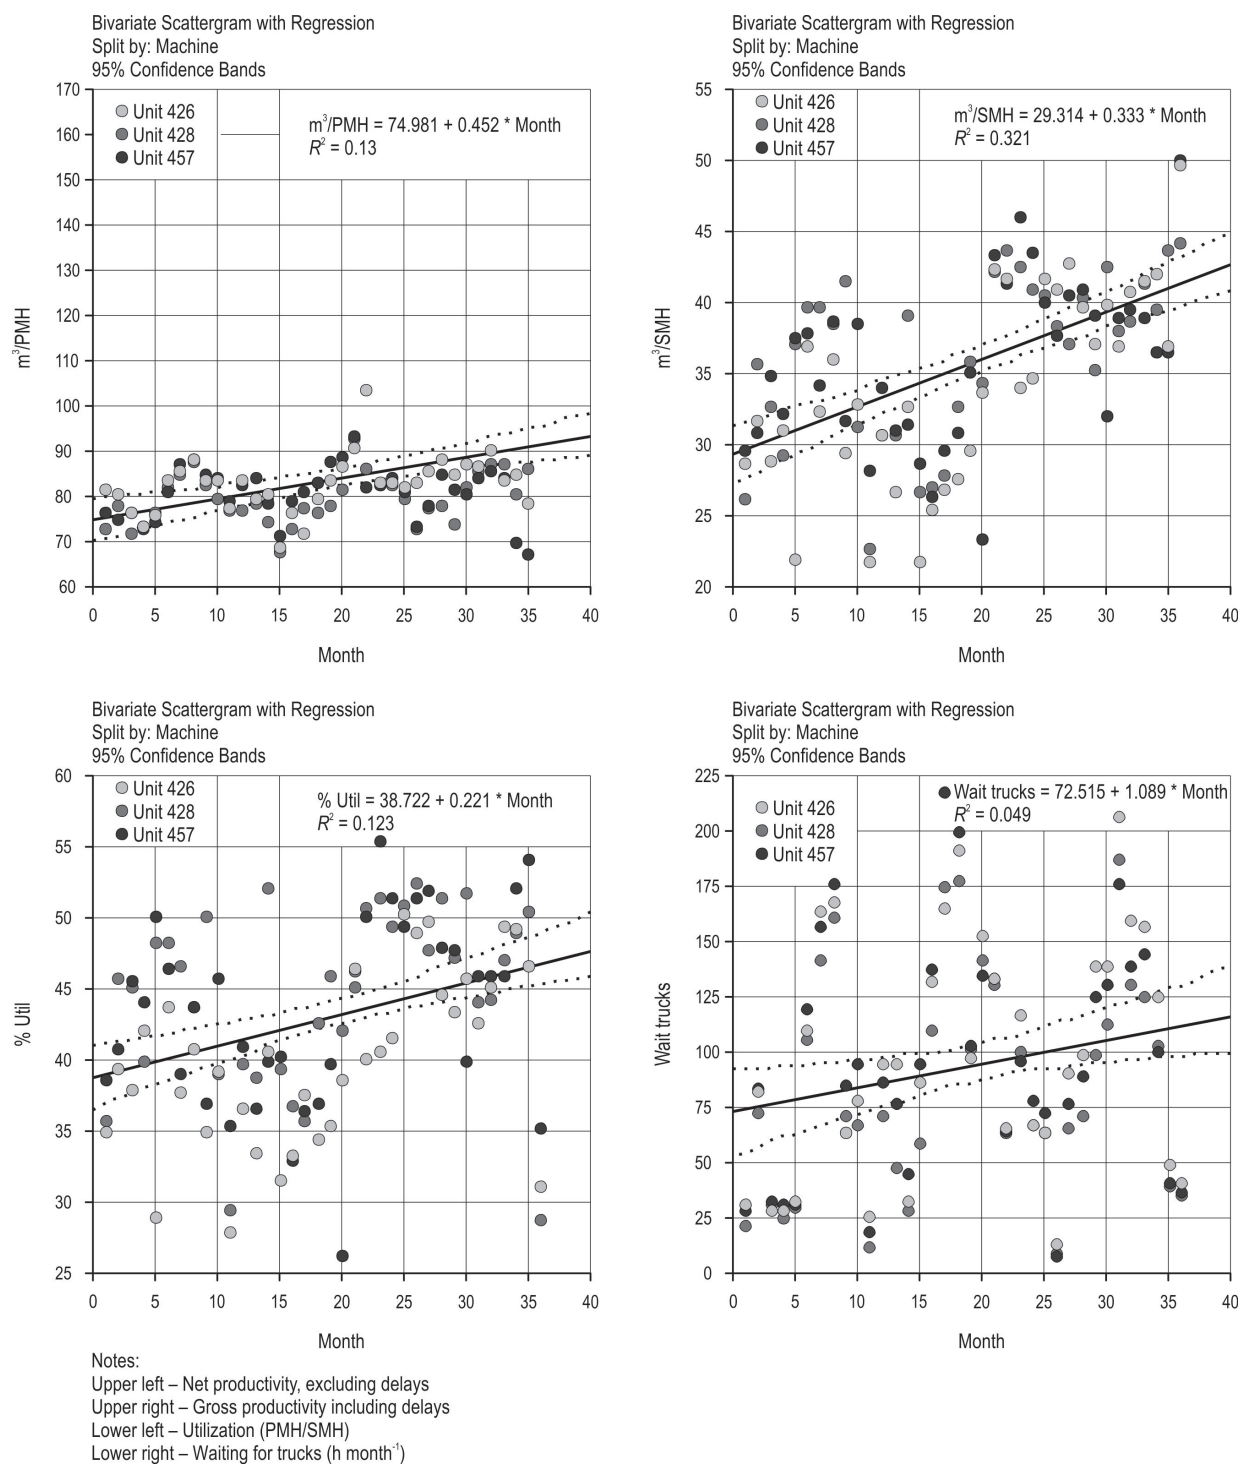 Bivariate Scattergram with Regression
Split by: Machine
95% Confidence Bands
170
160
150
140
130
120
110
100
90
80
70
60
Unit 426
Unit 428
Unit 457
m³/PMH = 74.981 + 0.452 * Month
R² = 0.13
m³/PMH
0 5 10 15 20 25 30 35 40
Month
Bivariate Scattergram with Regression
Split by: Machine
95% Confidence Bands
55
50
45
40
35
30
25
20
Unit 426
Unit 428
Unit 457
m³/SMH = 29.314 + 0.333 * Month
R² = 0.321
m³/SMH
0 5 10 15 20 25 30 35 40
Month
Bivariate Scattergram with Regression
Split by: Machine
95% Confidence Bands
60
55
50
45
40
35
30
25
Unit 426
Unit 428
Unit 457
% Util = 38.722 + 0.221 * Month
R² = 0.123
% Util
0 5 10 15 20 25 30 35 40
Month
Bivariate Scattergram with Regression
Split by: Machine
95% Confidence Bands
225
200
175
150
125
100
75
50
25
0
Unit 426
Unit 428
Unit 457
Wait trucks = 72.515 + 1.089 * Month
R² = 0.049
Wait trucks
0 5 10 15 20 25 30 35 40
Month
Notes:
Upper left – Net productivity, excluding delays
Upper right – Gross productivity including delays
Lower left – Utilization (PMH/SMH)
Lower right – Waiting for trucks (h month⁻¹)